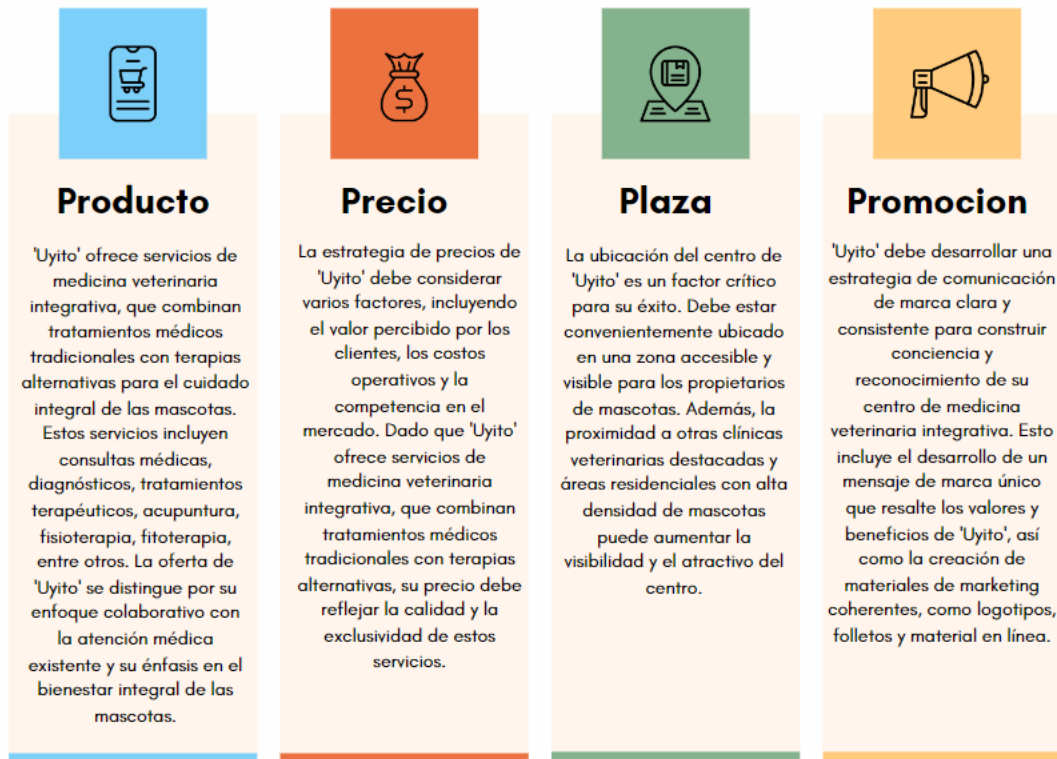 Producto
'Uyito' ofrece servicios de
medicina veterinaria
integrativa, que combinan
tratamientos médicos
tradicionales con terapias
alternativas para el cuidado
integral de las mascotas.
Estos servicios incluyen
consultas médicas,
diagnósticos, tratamientos
terapéuticos, acupuntura,
fisioterapia, fitoterapia,
entre otros. La oferta de
'Uyito' se distingue por su
enfoque colaborativo con
la atención médica
existente y su énfasis en el
bienestar integral de las
mascotas.
$
Precio
La estrategia de precios de
'Uyito' debe considerar
varios factores, incluyendo
el valor percibido por los
clientes, los costos
operativos y la
competencia en el
mercado. Dado que 'Uyito'
ofrece servicios de
medicina veterinaria
integrativa, que combinan
tratamientos médicos
tradicionales con terapias
alternativas, su precio debe
reflejar la calidad y la
exclusividad de estos
servicios.
Plaza
La ubicación del centro de
'Uyito' es un factor crítico
para su éxito. Debe estar
convenientemente ubicado
en una zona accesible y
visible para los propietarios
de mascotas. Además, la
proximidad a otras clínicas
veterinarias destacadas y
áreas residenciales con alta
densidad de mascotas
puede aumentar la
visibilidad y el atractivo del
centro.
Promocion
'Uyito' debe desarrollar una
estrategia de comunicación
de marca clara y
consistente para construir
conciencia y
reconocimiento de su
centro de medicina
veterinaria integrativa. Esto
incluye el desarrollo de un
mensaje de marca único
que resalte los valores y
beneficios de 'Uyito', así
como la creación de
materiales de marketing
coherentes, como logotipos,
folletos y material en línea.